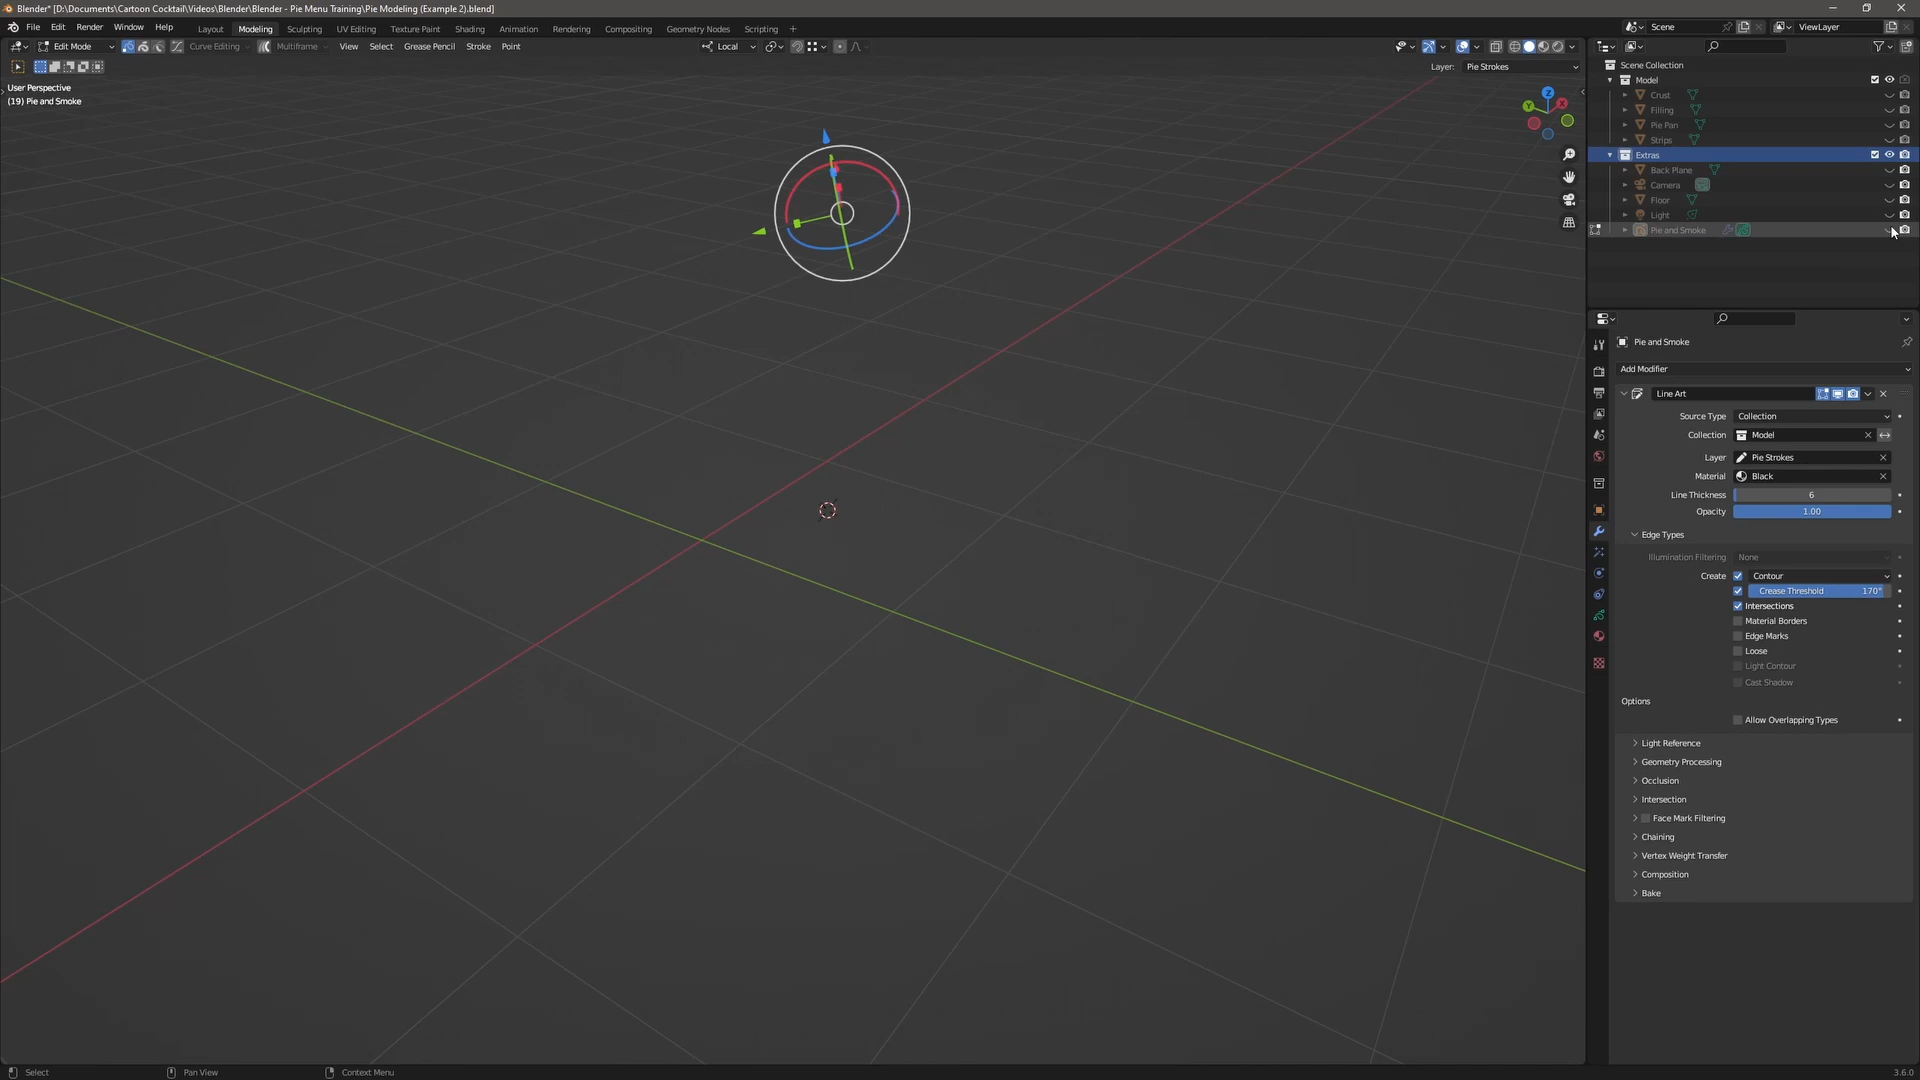 Blender* [D:\Documents\Cartoon Cocktail\Videos\Blender\Blender - Pie Menu Training\Pie Modeling (Example 2).blend]
File Edit Render Window Help Layout Modeling Sculpting UV Editing Texture Paint Shading Animation Rendering Compositing Geometry Nodes Scripting + Scene ViewLayer
Edit Mode Curve Editing Multiframe View Select Grease Pencil Stroke Point Local
Layer: Pie Strokes
User Perspective
(19) Pie and Smoke
Z
Y
X
Scene Collection
Model
Crust
Filling
Pie Pan
Strips
Extras
Back Plane
Camera
Floor
Light
Pie and Smoke
Pie and Smoke
Add Modifier
Line Art
Source Type Collection
Collection Model
Layer Pie Strokes
Material Black
Line Thickness 6
Opacity 1.00
Edge Types
Illumination Filtering None
Create Contour
Crease Threshold 170°
Intersections
Material Borders
Edge Marks
Loose
Light Contour
Cast Shadow
Options
Allow Overlapping Types
Light Reference
Geometry Processing
Occlusion
Intersection
Face Mark Filtering
Chaining
Vertex Weight Transfer
Composition
Bake
Select Pan View Context Menu 3.6.0